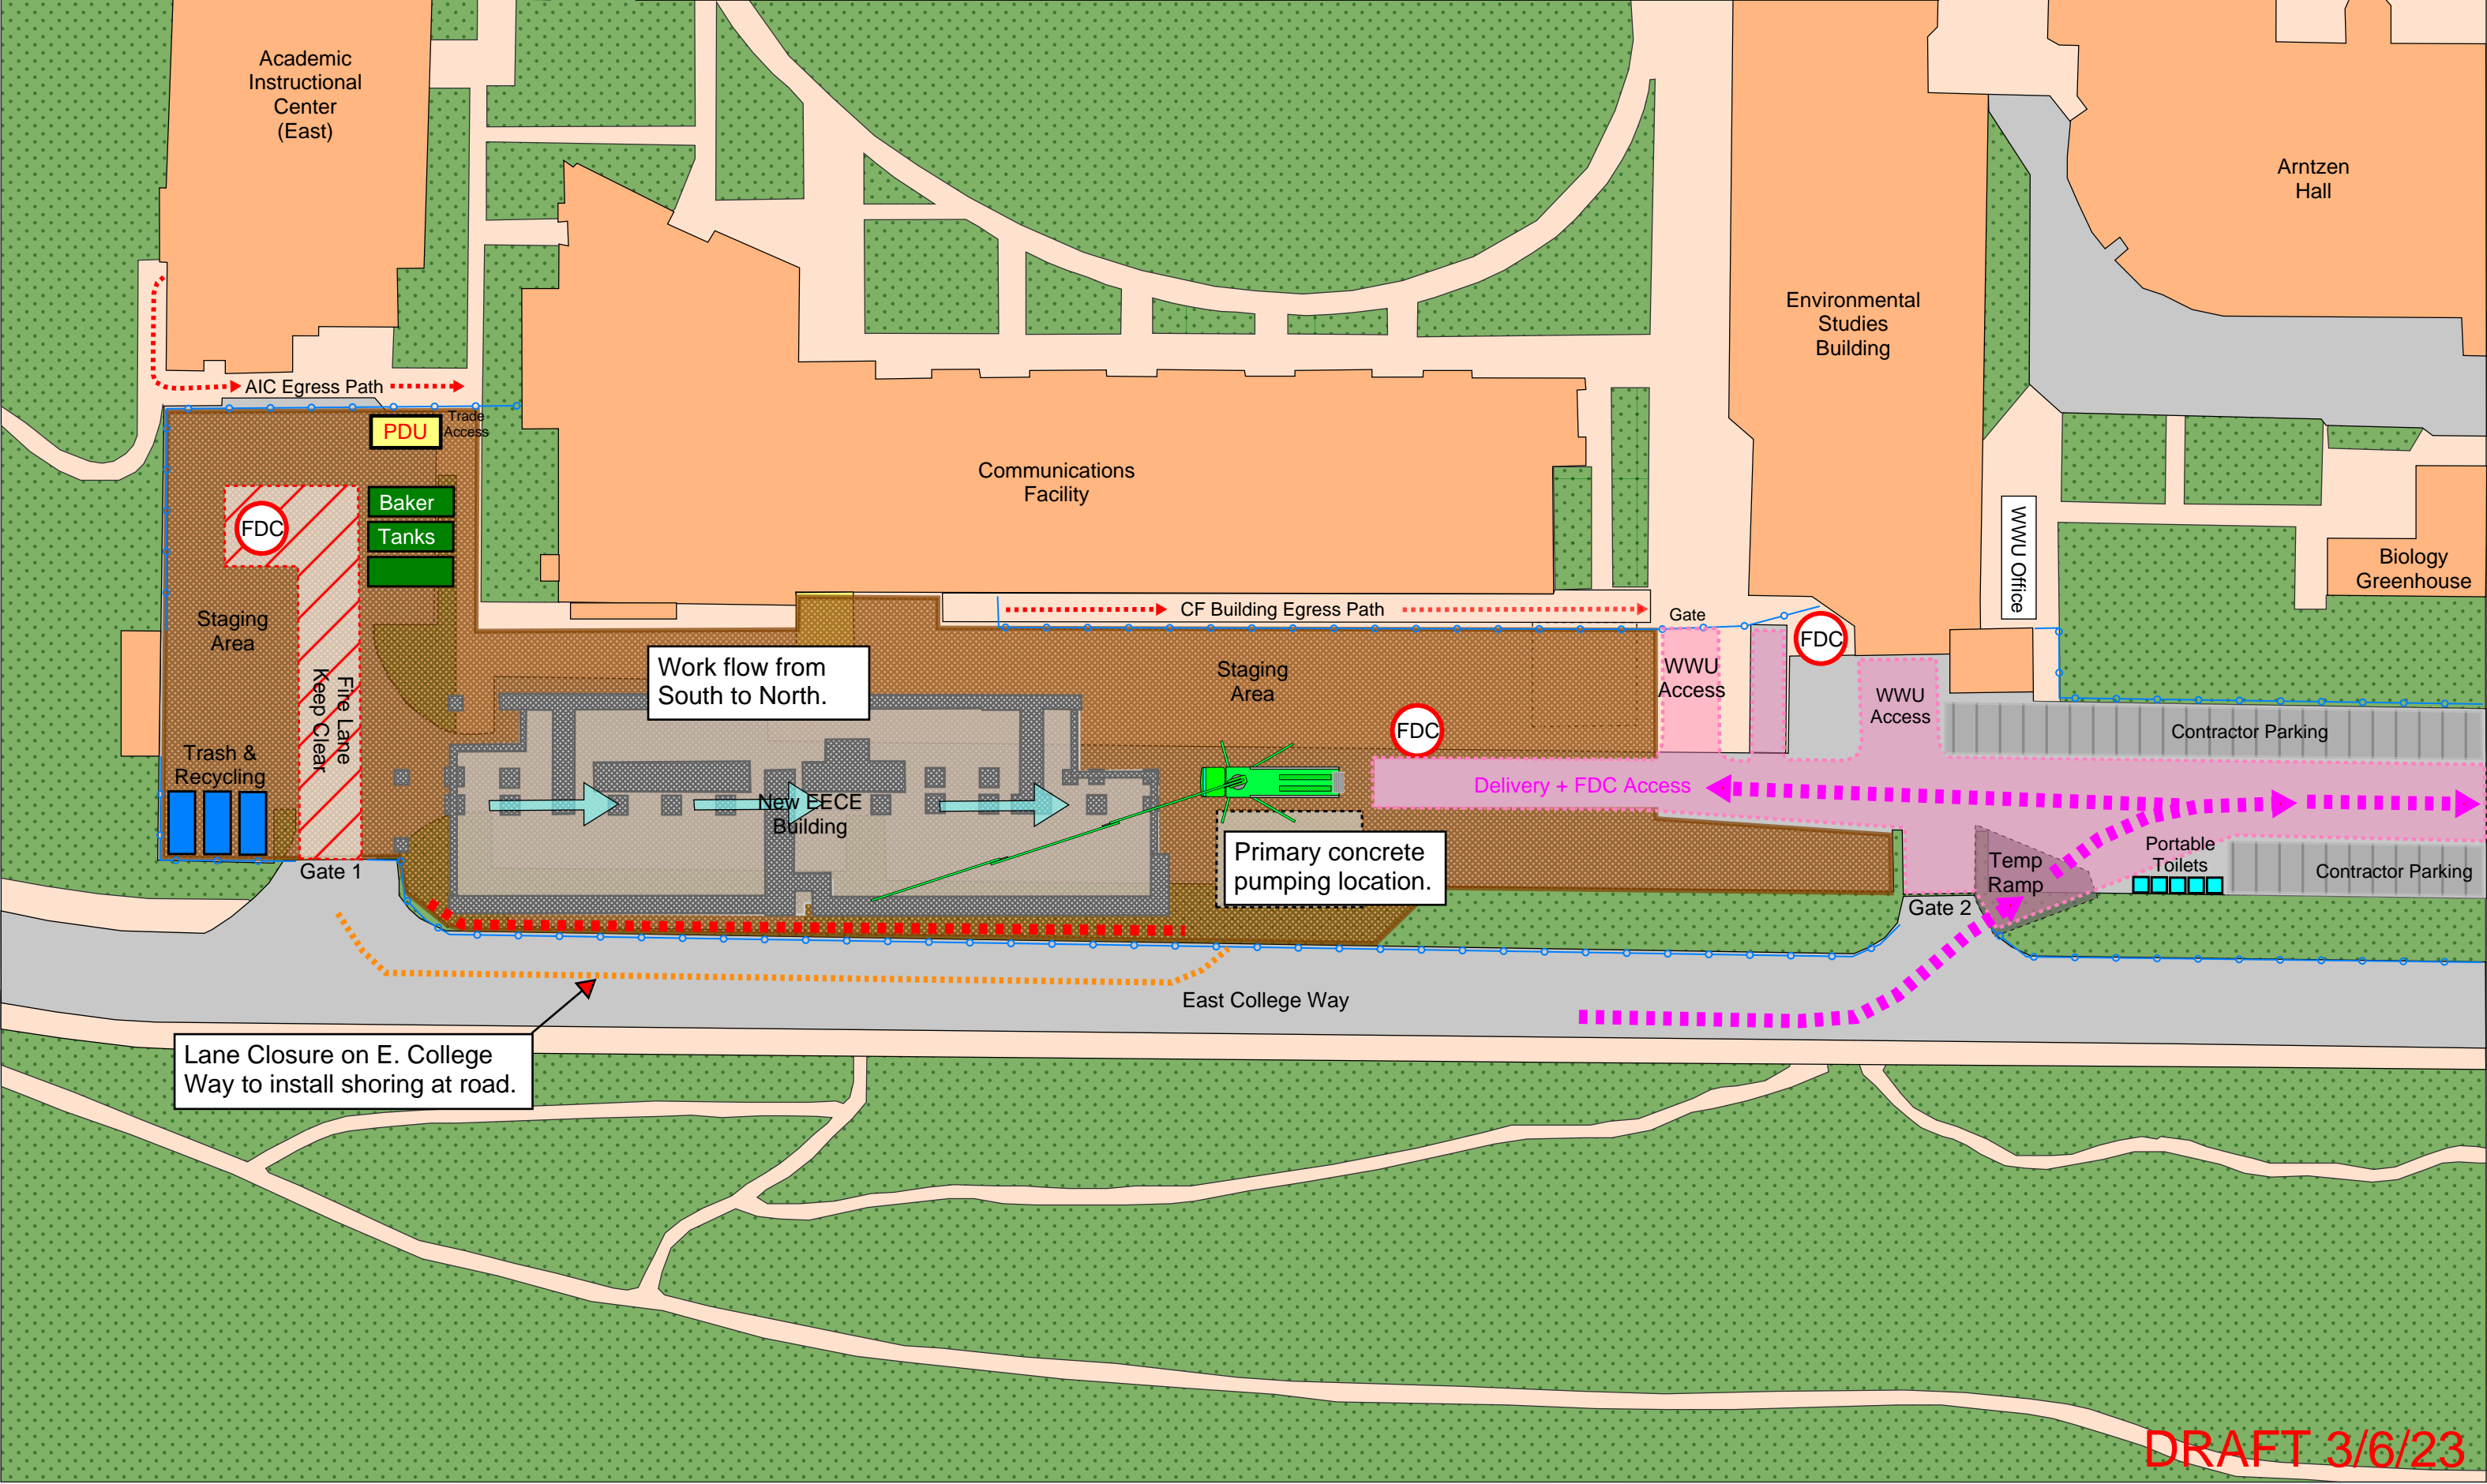 Academic
Instructional
Center
(East)
Arntzen
Hall
Environmental
Studies
Building
AIC Egress Path
PDU
Trade
Access
Communications
Facility
Baker
Tanks
FDC
WWU Office
Biology
Greenhouse
Staging
Area
CF Building Egress Path
Gate
FDC
Fire Lane
Keep Clear
Work flow from
South to North.
Staging
Area
WWU
Access
WWU
Access
FDC
Contractor Parking
Trash &
Recycling
Delivery + FDC Access
New EECE
Building
Primary concrete
pumping location.
Temp
Ramp
Portable
Toilets
Contractor Parking
Gate 1
Gate 2
East College Way
Lane Closure on E. College
Way to install shoring at road.
DRAFT 3/6/23